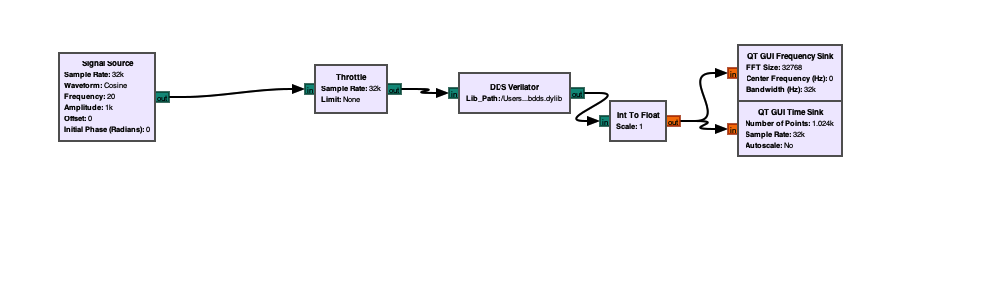 Signal Source
Sample Rate: 32k
Waveform: Cosine
Frequency: 20
Amplitude: 1k
Offset: 0
Initial Phase (Radians): 0
out
in
Throttle
Sample Rate: 32k
Limit: None
out
in
DDS Verilator
Lib_Path: /Users...bdds.dylib
out
in
Int To Float
Scale: 1
out
in
QT GUI Frequency Sink
FFT Size: 32768
Center Frequency (Hz): 0
Bandwidth (Hz): 32k
in
QT GUI Time Sink
Number of Points: 1.024k
Sample Rate: 32k
Autoscale: No